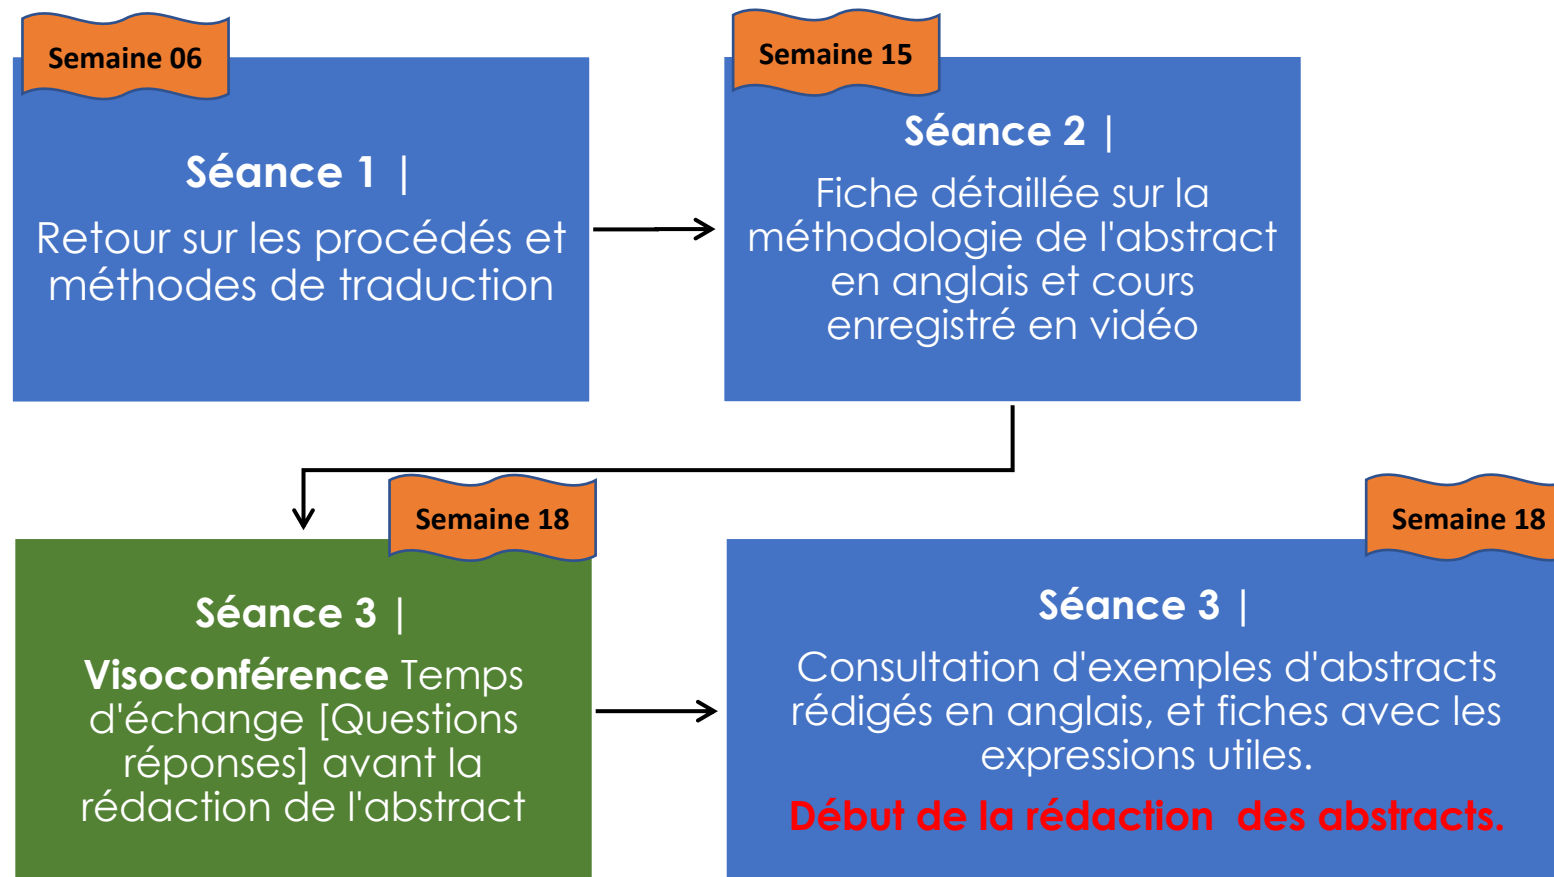 Semaine 06
Séance 1 |
Retour sur les procédés et
méthodes de traduction
Semaine 15
Séance 2 |
Fiche détaillée sur la
méthodologie de l'abstract
en anglais et cours
enregistré en vidéo
Semaine 18
Séance 3 |
Visoconférence Temps
d'échange [Questions
réponses] avant la
rédaction de l'abstract
Semaine 18
Séance 3 |
Consultation d'exemples d'abstracts
rédigés en anglais, et fiches avec les
expressions utiles.
Début de la rédaction  des abstracts.